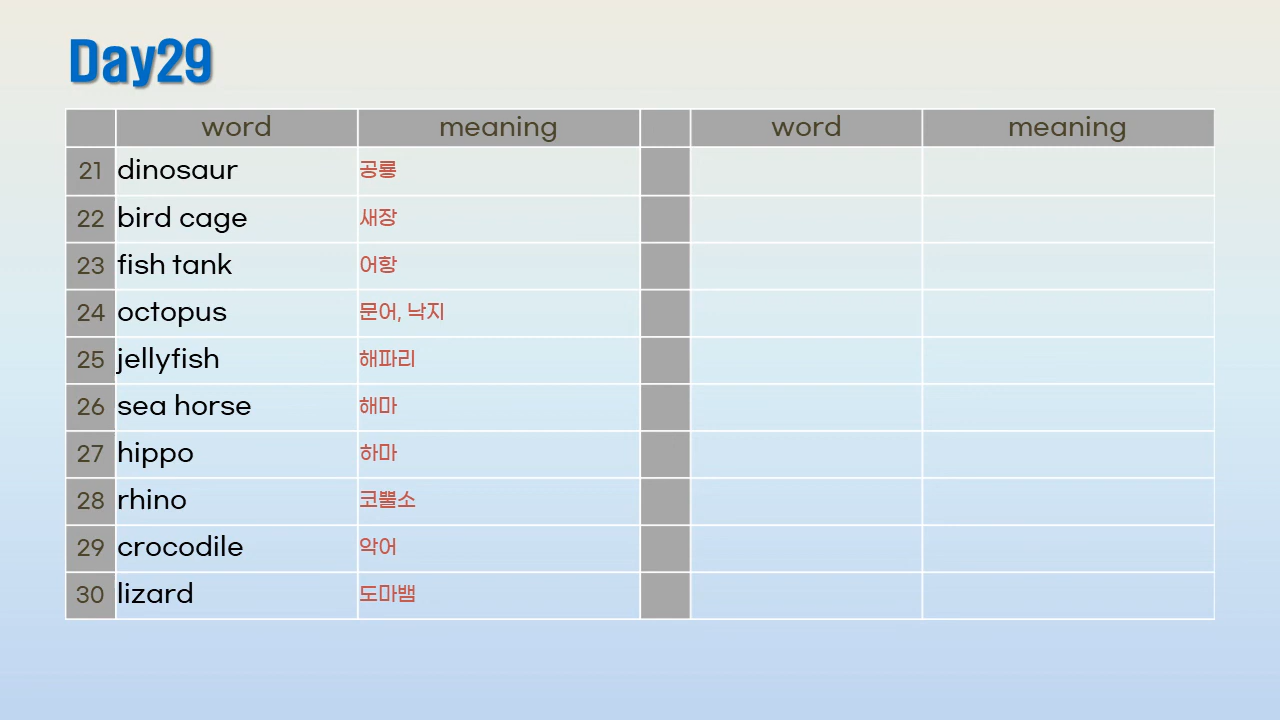 Day29
word meaning word meaning
21 dinosaur 공룡
22 bird cage 새장
23 fish tank 어항
24 octopus 문어, 낙지
25 jellyfish 해파리
26 sea horse 해마
27 hippo 하마
28 rhino 코뿔소
29 crocodile 악어
30 lizard 도마뱀